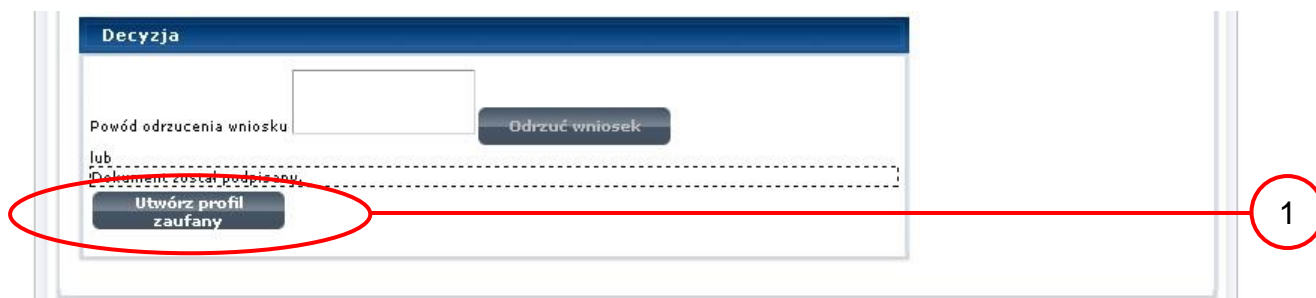 Decyzja
Powód odrzucenia wniosku
Odrzuć wniosek
lub
Dokument został podpisany.
Utwórz profil
zaufany
1